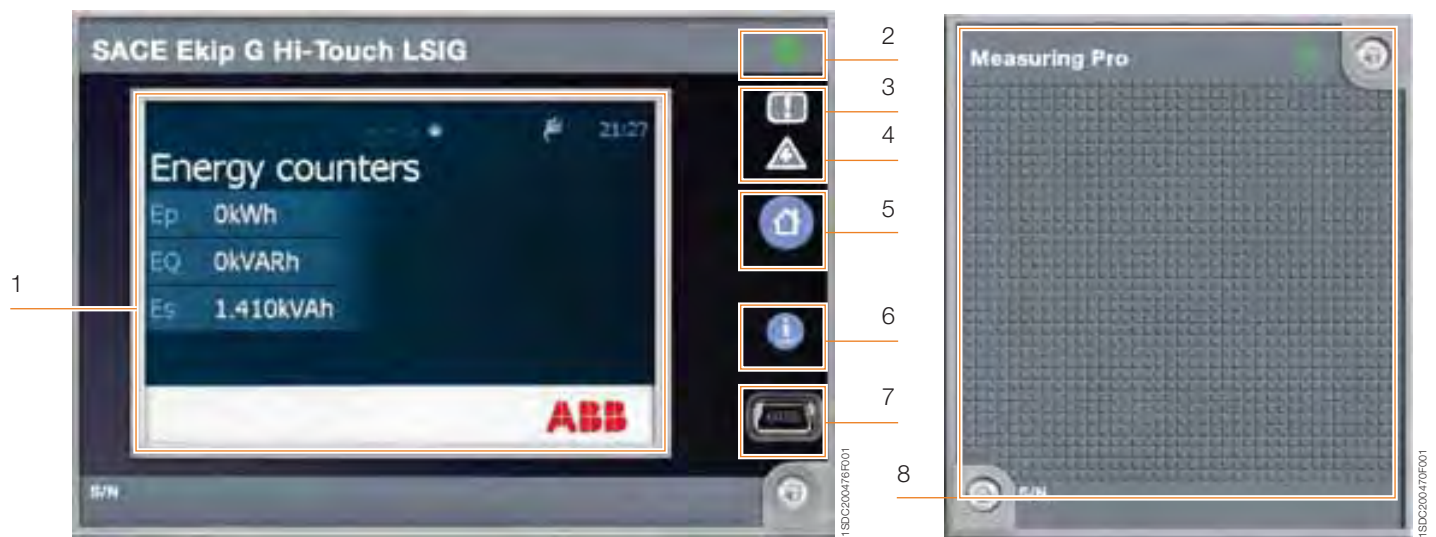 SACE Ekip G Hi-Touch LSIG
21:27
Energy counters
Ep 0kWh
EQ 0kVARh
Es 1.410kVAh
ABB
S/N
1SDC200476F001
1
2
3
4
5
6
7
Measuring Pro
S/N
8
1SDC200470F001